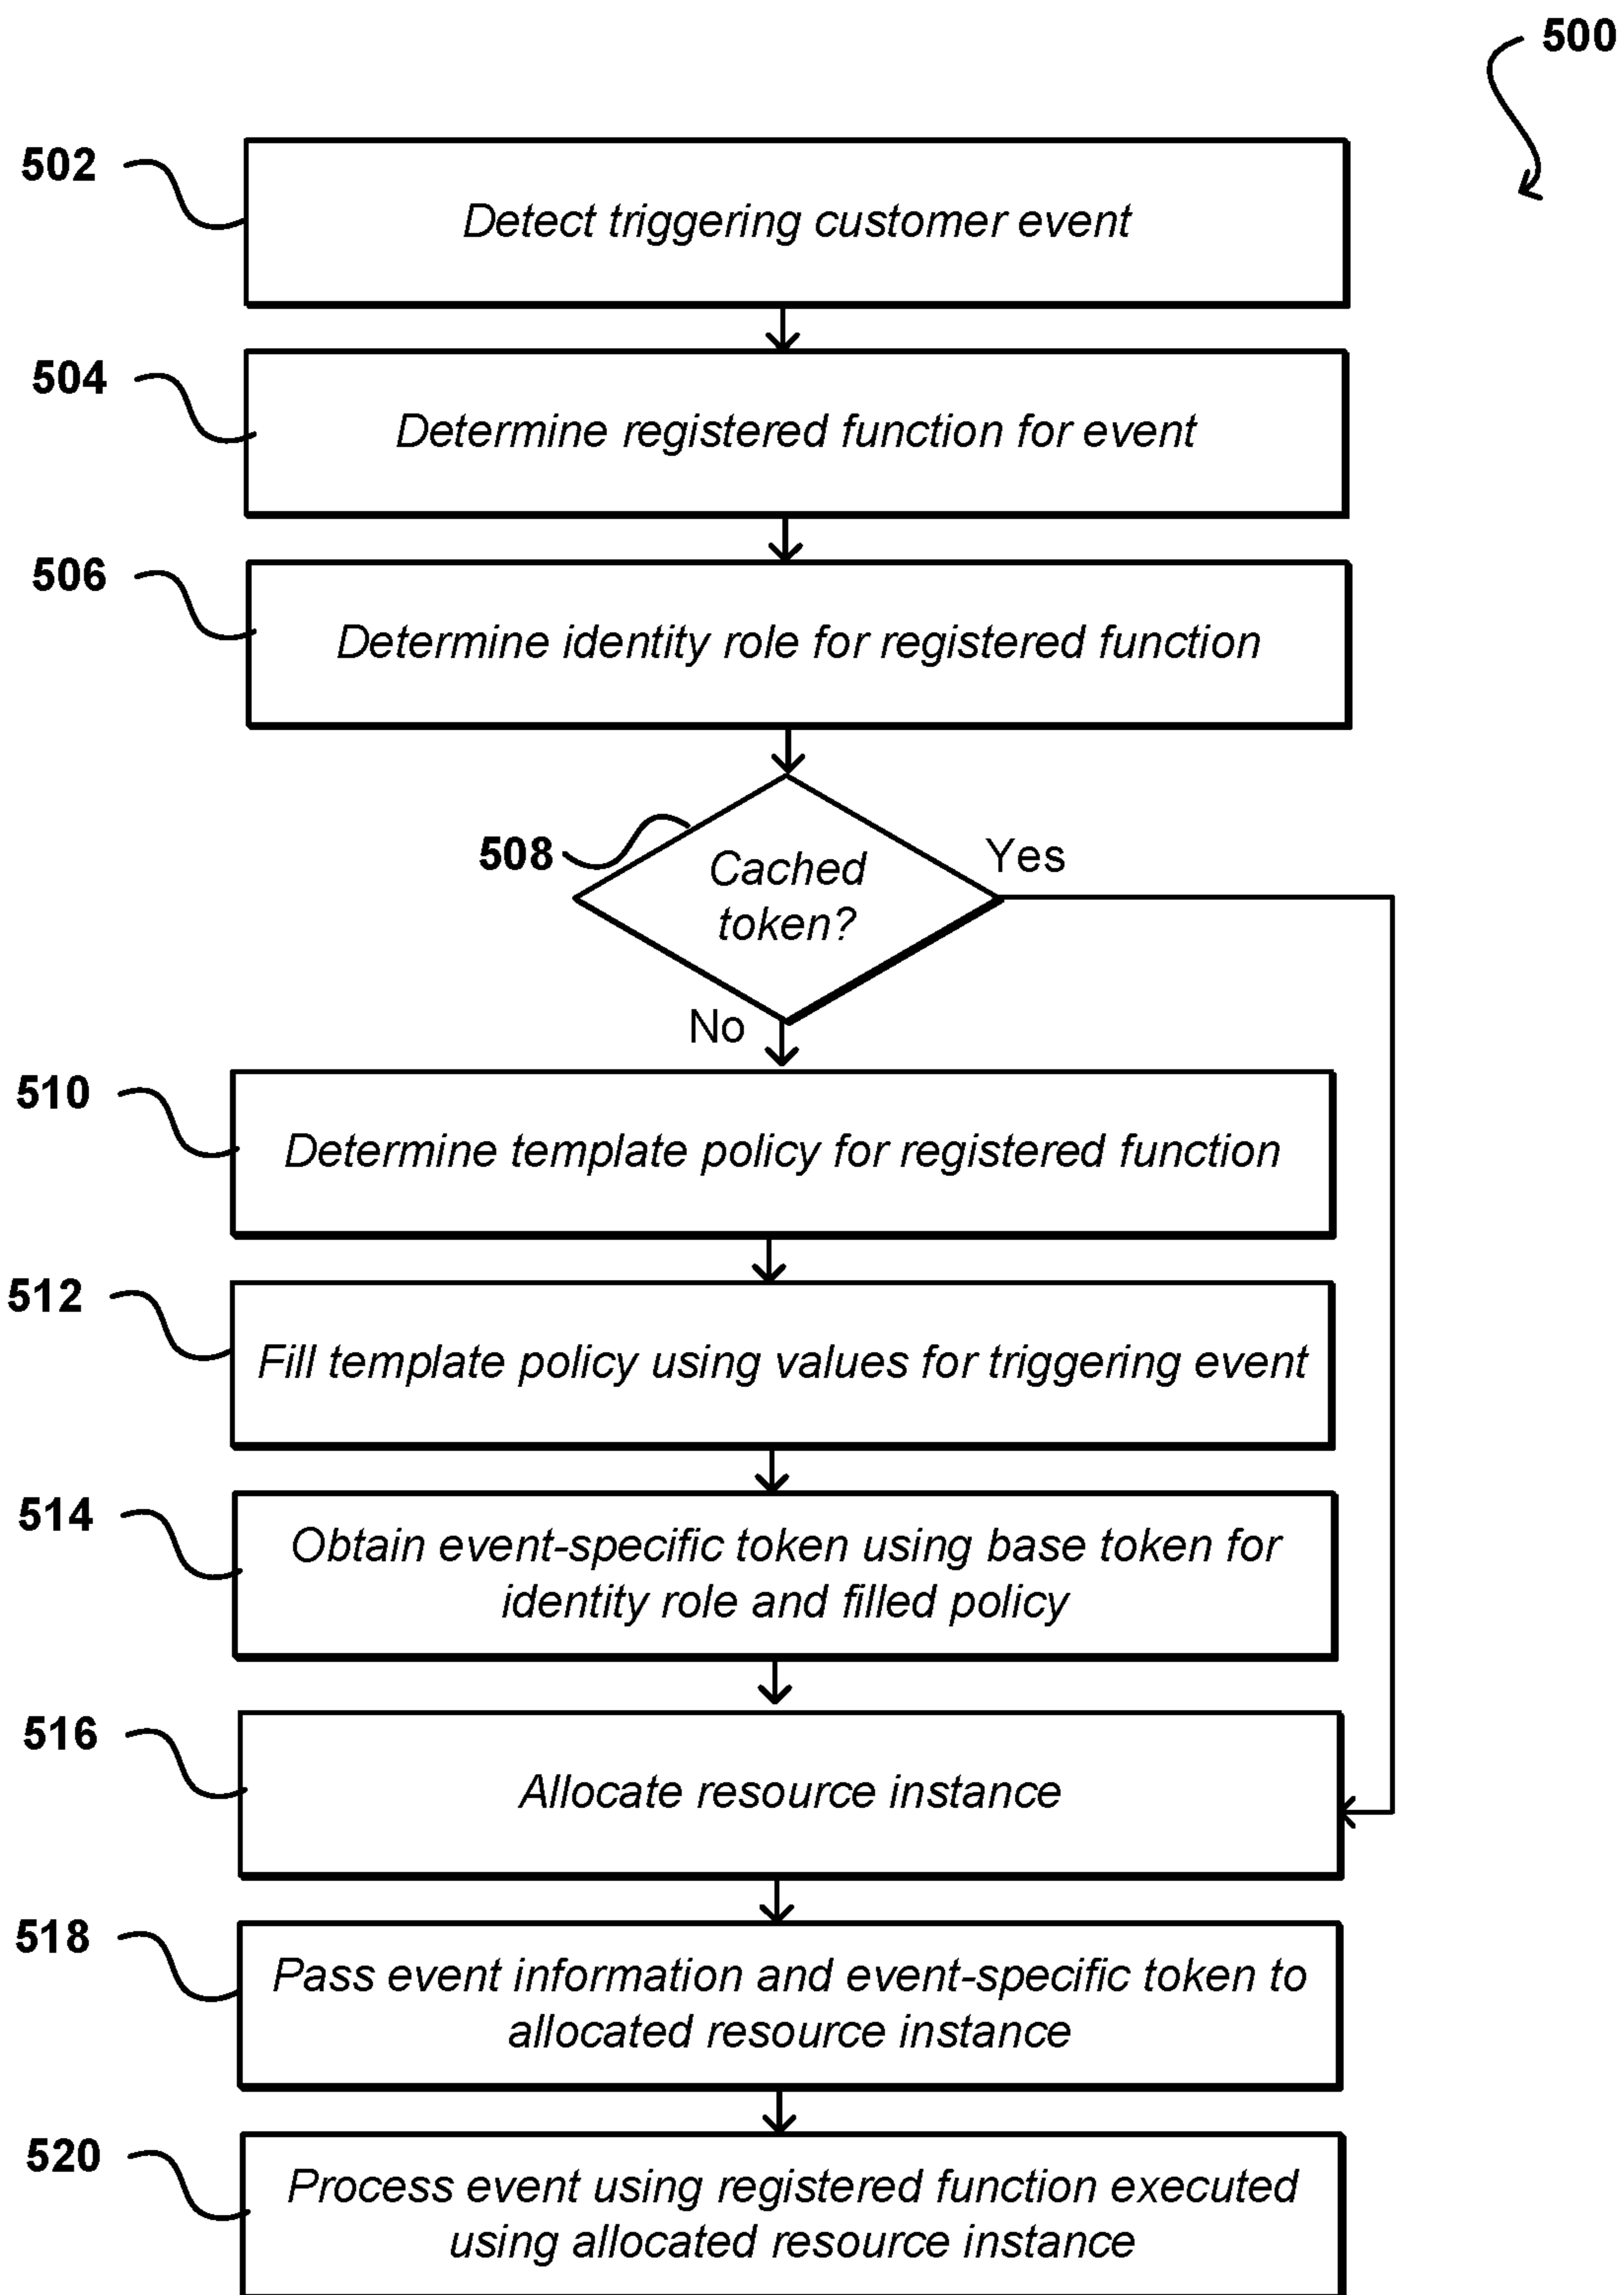 500
502
Detect triggering customer event
504
Determine registered function for event
506
Determine identity role for registered function
508
Cached
token?
Yes
No
510
Determine template policy for registered function
512
Fill template policy using values for triggering event
514
Obtain event-specific token using base token for
identity role and filled policy
516
Allocate resource instance
518
Pass event information and event-specific token to
allocated resource instance
520
Process event using registered function executed
using allocated resource instance